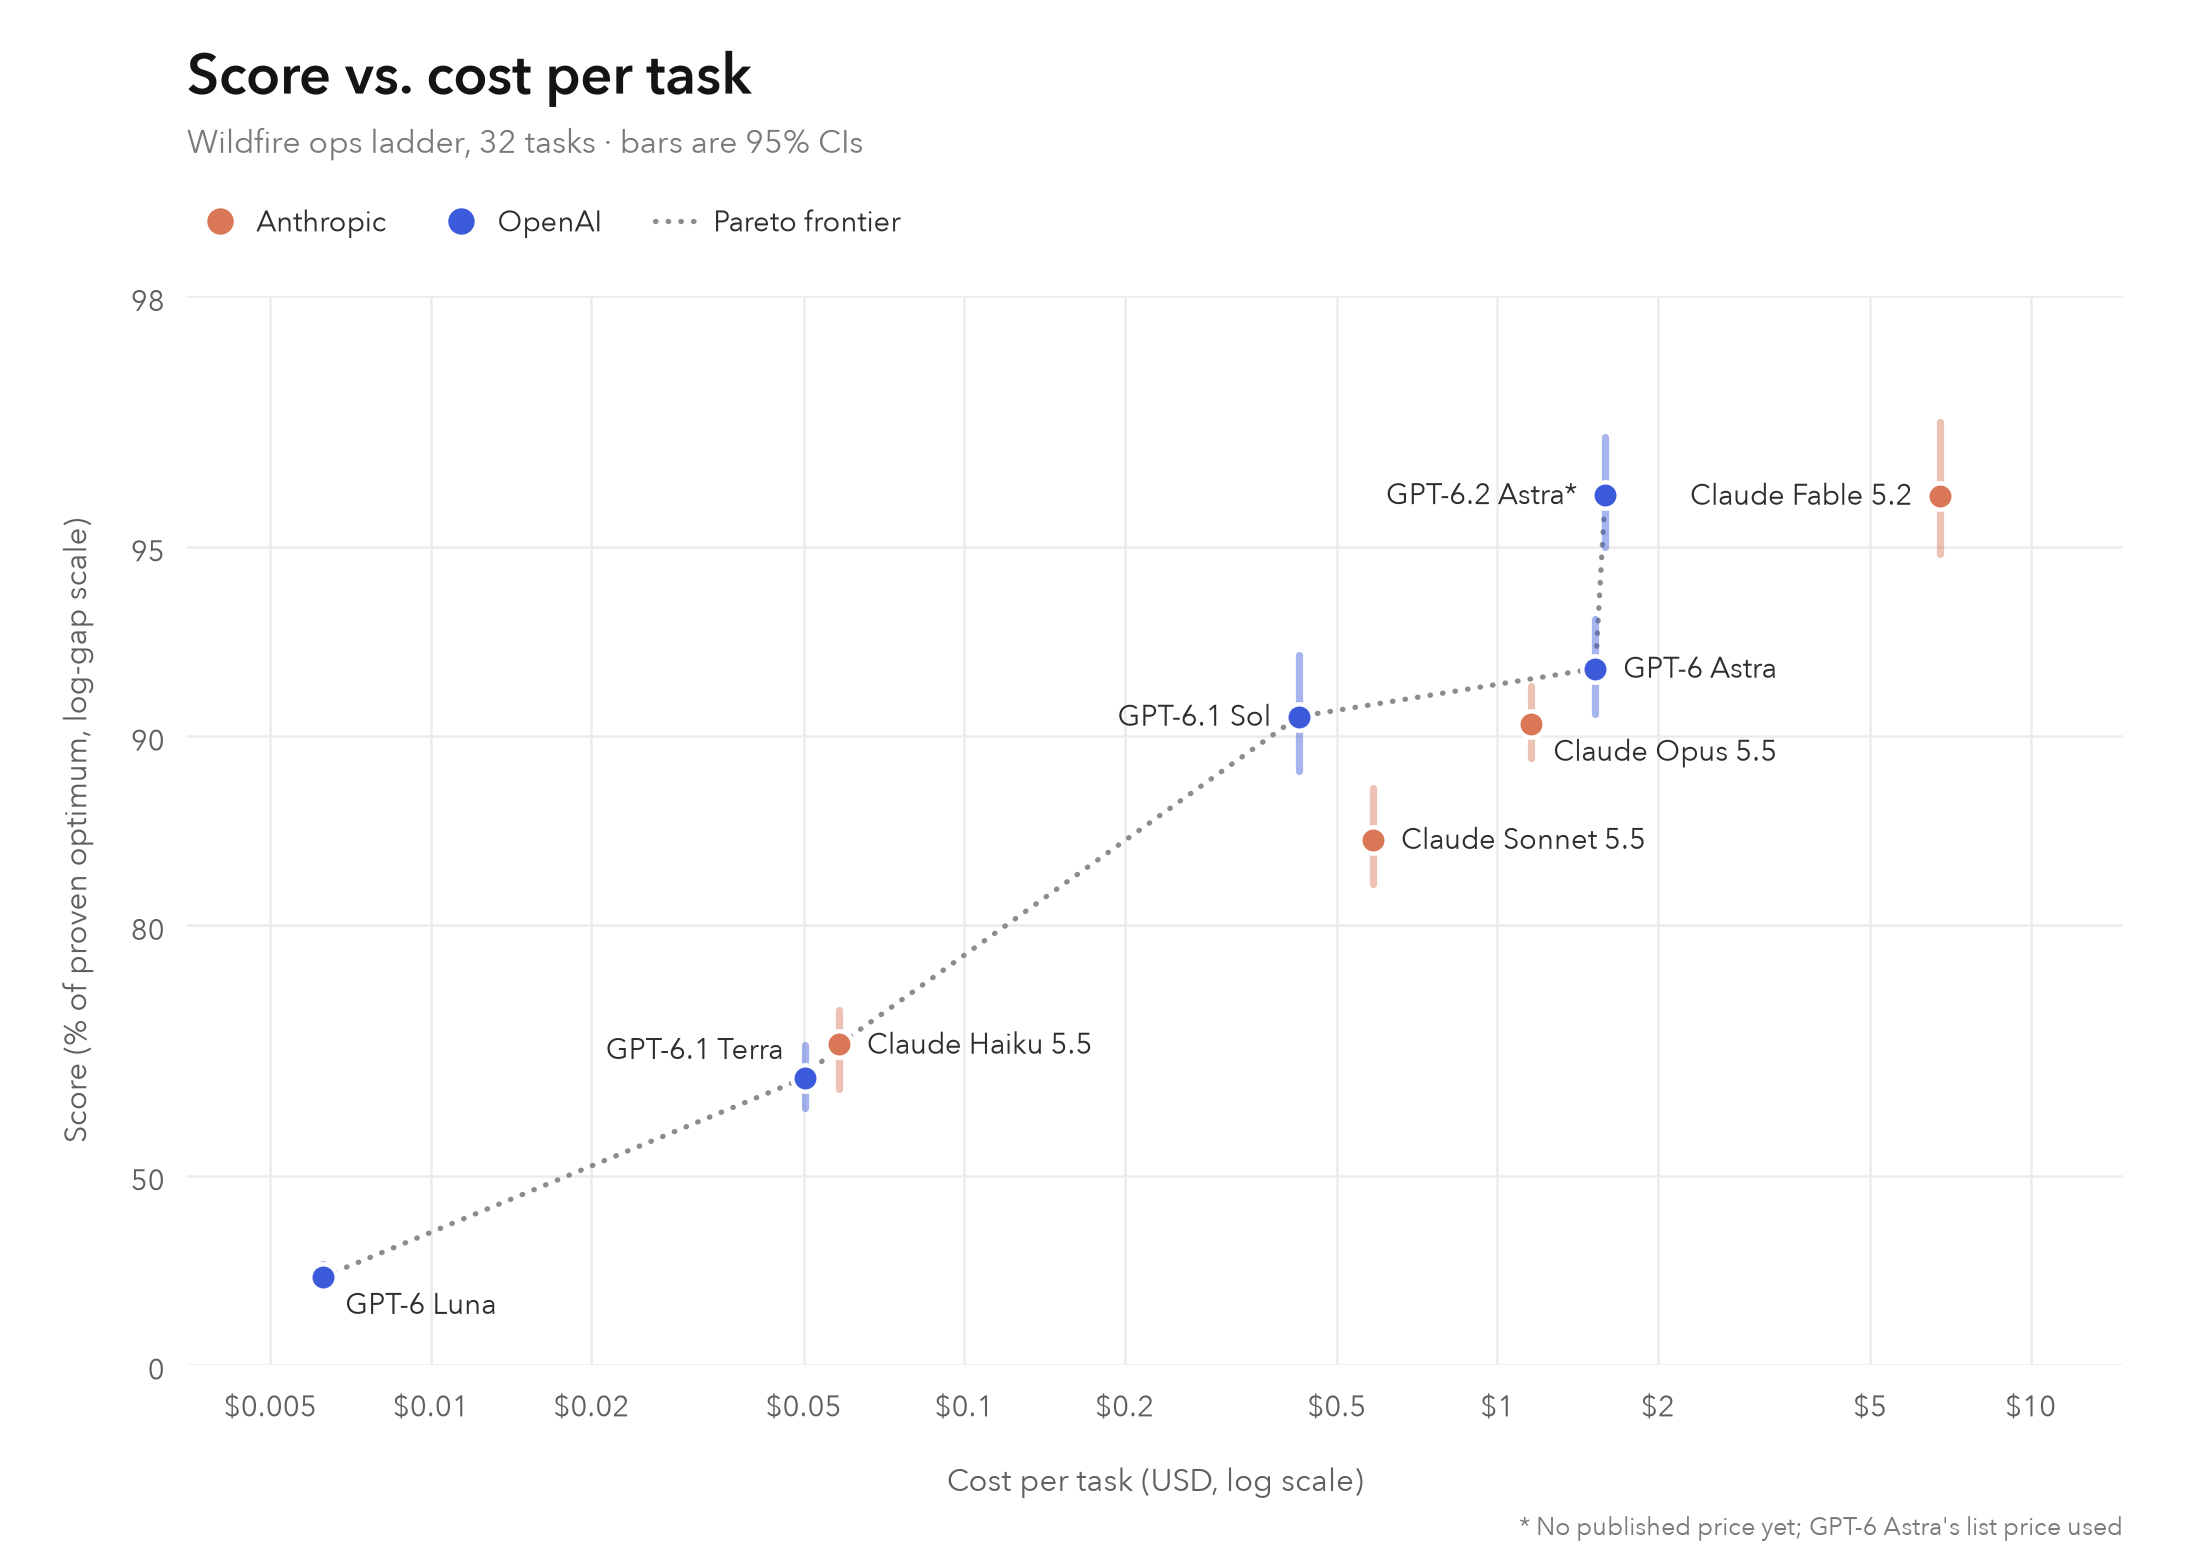 Score vs. cost per task
Wildfire ops ladder, 32 tasks · bars are 95% CIs
Anthropic
OpenAI
Pareto frontier
Score (% of proven optimum, log-gap scale)
98
95
90
80
50
0
GPT-6.2 Astra*
Claude Fable 5.2
GPT-6 Astra
GPT-6.1 Sol
Claude Opus 5.5
Claude Sonnet 5.5
GPT-6.1 Terra
Claude Haiku 5.5
GPT-6 Luna
$0.005
$0.01
$0.02
$0.05
$0.1
$0.2
$0.5
$1
$2
$5
$10
Cost per task (USD, log scale)
* No published price yet; GPT-6 Astra's list price used